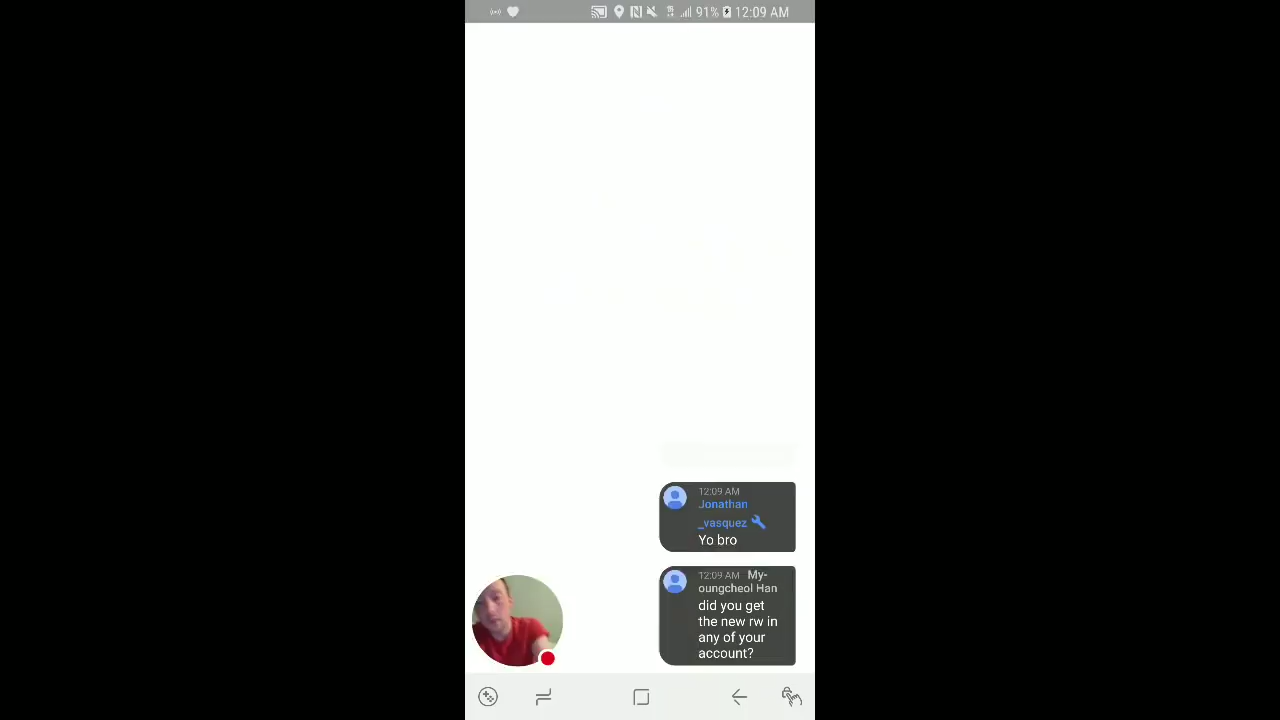 91% 12:09 AM
12:09 AM
Jonathan
_vasquez
Yo bro
12:09 AM My-
oungcheol Han
did you get
the new rw in
any of your
account?